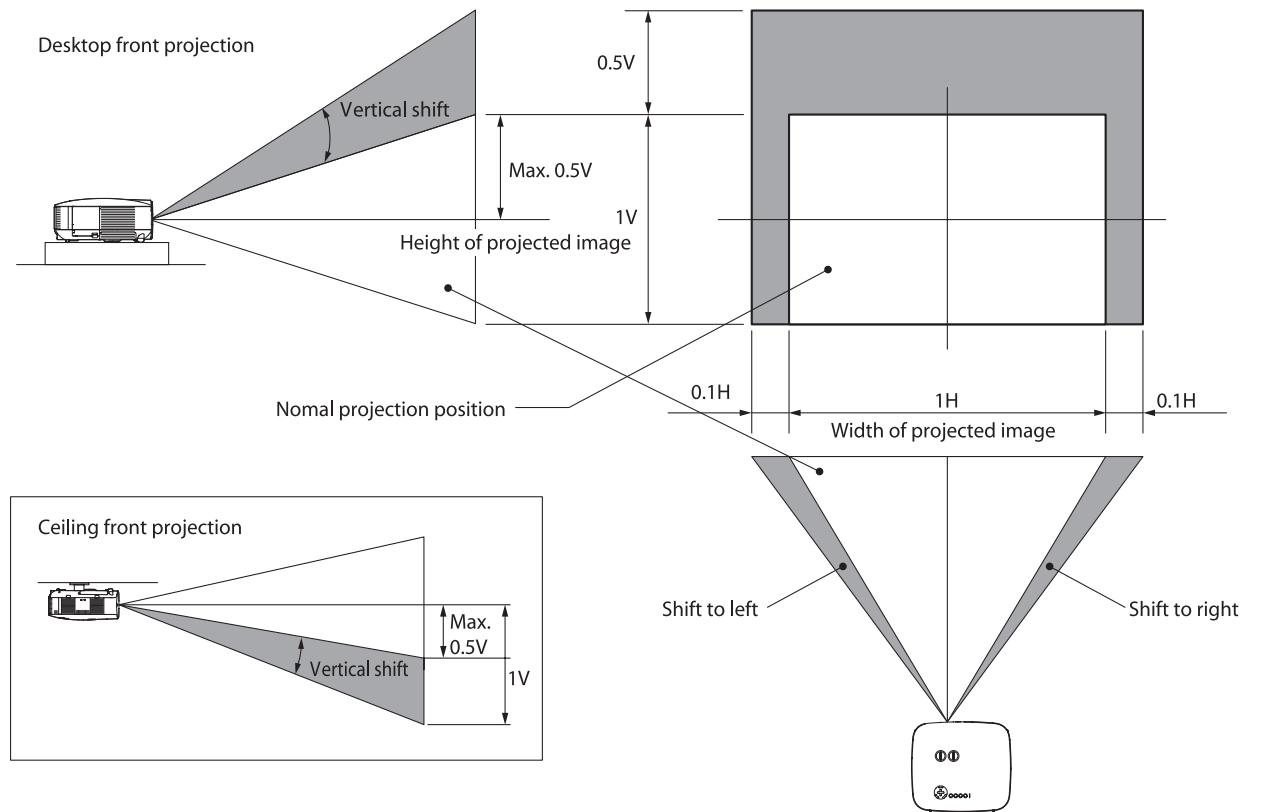 Desktop front projection
Vertical shift
Max. 0.5V
Height of projected image
0.5V
1V
Nomal projection position
0.1H
1H
0.1H
Width of projected image
Shift to left
Shift to right
Ceiling front projection
Max.
0.5V
Vertical shift
1V